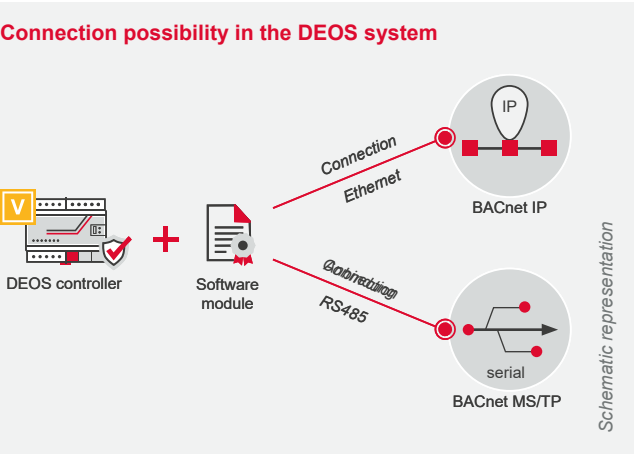 Connection possibility in the DEOS system
IP
Connection
Ethernet
BACnet IP
V
DEOS controller
Software
module
RS485
serial
BACnet MS/TP
Schematic representation